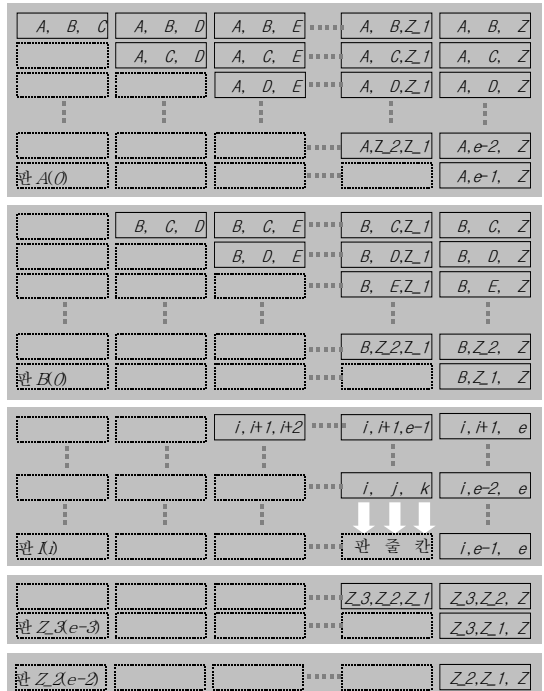 A, B, C A, B, D A, B, E A, B,Z_1 A, B, Z
A, C, D A, C, E A, C,Z_1 A, C, Z
A, D, E A, D,Z_1 A, D, Z
A,Z_2,Z_1 A,e-2, Z
판 A(0) A,e-1, Z
B, C, D B, C, E B, C,Z_1 B, C, Z
B, D, E B, D,Z_1 B, D, Z
B, E,Z_1 B, E, Z
B,Z_2,Z_1 B,Z_2, Z
판 B(0) B,Z_1, Z
i,i+1,i+2 i,i+1,e-1 i,i+1, e
i, j, k i,e-2, e
판 I(i) 판 줄 칸 i,e-1, e
Z_3,Z_2,Z_1 Z_3,Z_2, Z
판 Z_3(e-3) Z_3,Z_1, Z
판 Z_2(e-2) Z_2,Z_1, Z